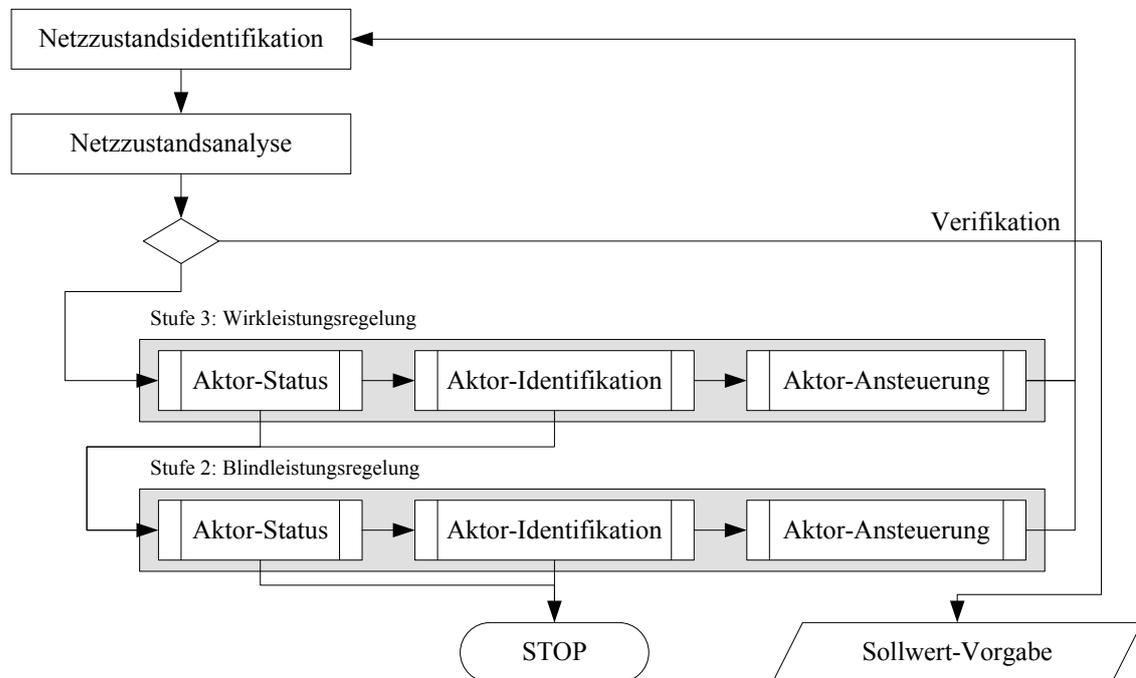 Netzzustandsidentifikation
Netzzustandsanalyse
Verifikation
Stufe 3: Wirkleistungsregelung
Aktor-Status
Aktor-Identifikation
Aktor-Ansteuerung
Stufe 2: Blindleistungsregelung
Aktor-Status
Aktor-Identifikation
Aktor-Ansteuerung
STOP
Sollwert-Vorgabe